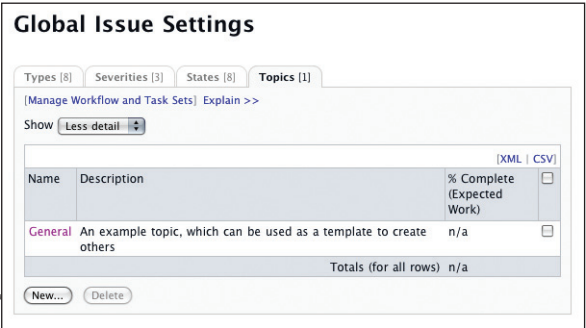 Global Issue Settings
Types [8] Severities [3] States [8] Topics [1]
[Manage Workflow and Task Sets] Explain >>
Show Less detail
[XML | CSV]
Name Description % Complete
(Expected
Work)
General An example topic, which can be used as a template to create n/a
others
Totals (for all rows) n/a
New... Delete